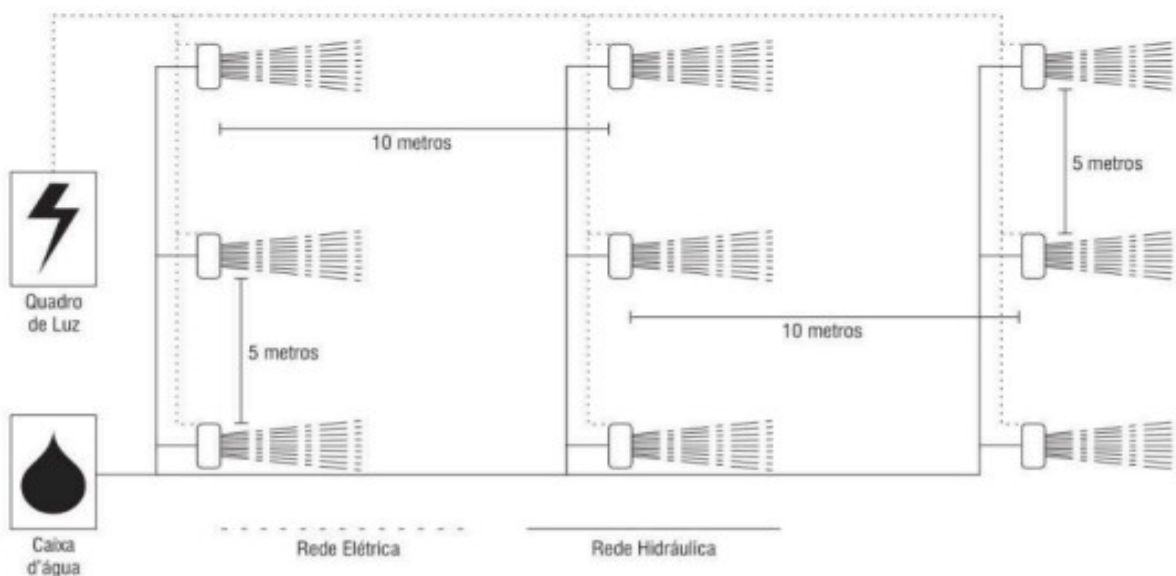 10 metros
5 metros
Quadro
de Luz
10 metros
5 metros
Caixa
d'água
Rede Elétrica
Rede Hidráulica